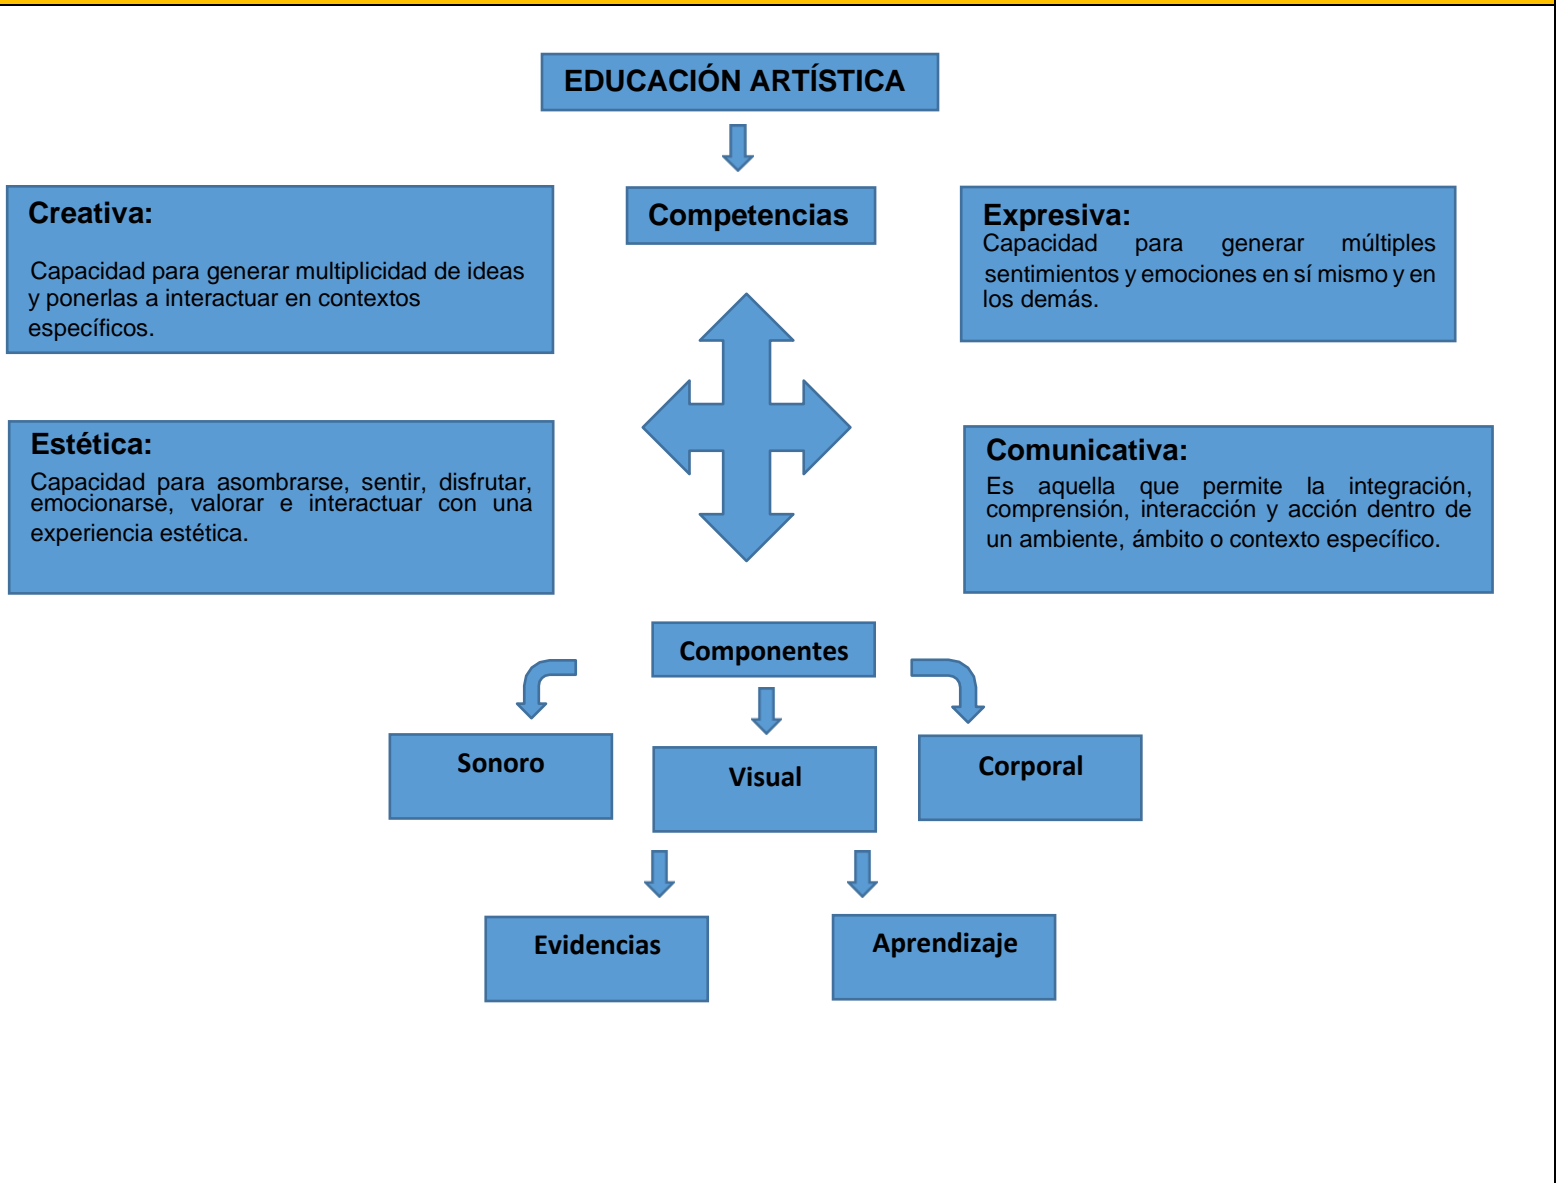 EDUCACIÓN ARTÍSTICA
Competencias
Creativa:
Capacidad para generar multiplicidad de ideas
y ponerlas a interactuar en contextos
específicos.
Expresiva:
Capacidad para generar múltiples
sentimientos y emociones en sí mismo y en
los demás.
Estética:
Capacidad para asombrarse, sentir, disfrutar,
emocionarse, valorar e interactuar con una
experiencia estética.
Comunicativa:
Es aquella que permite la integración,
comprensión, interacción y acción dentro de
un ambiente, ámbito o contexto específico.
Componentes
Sonoro
Visual
Corporal
Evidencias
Aprendizaje